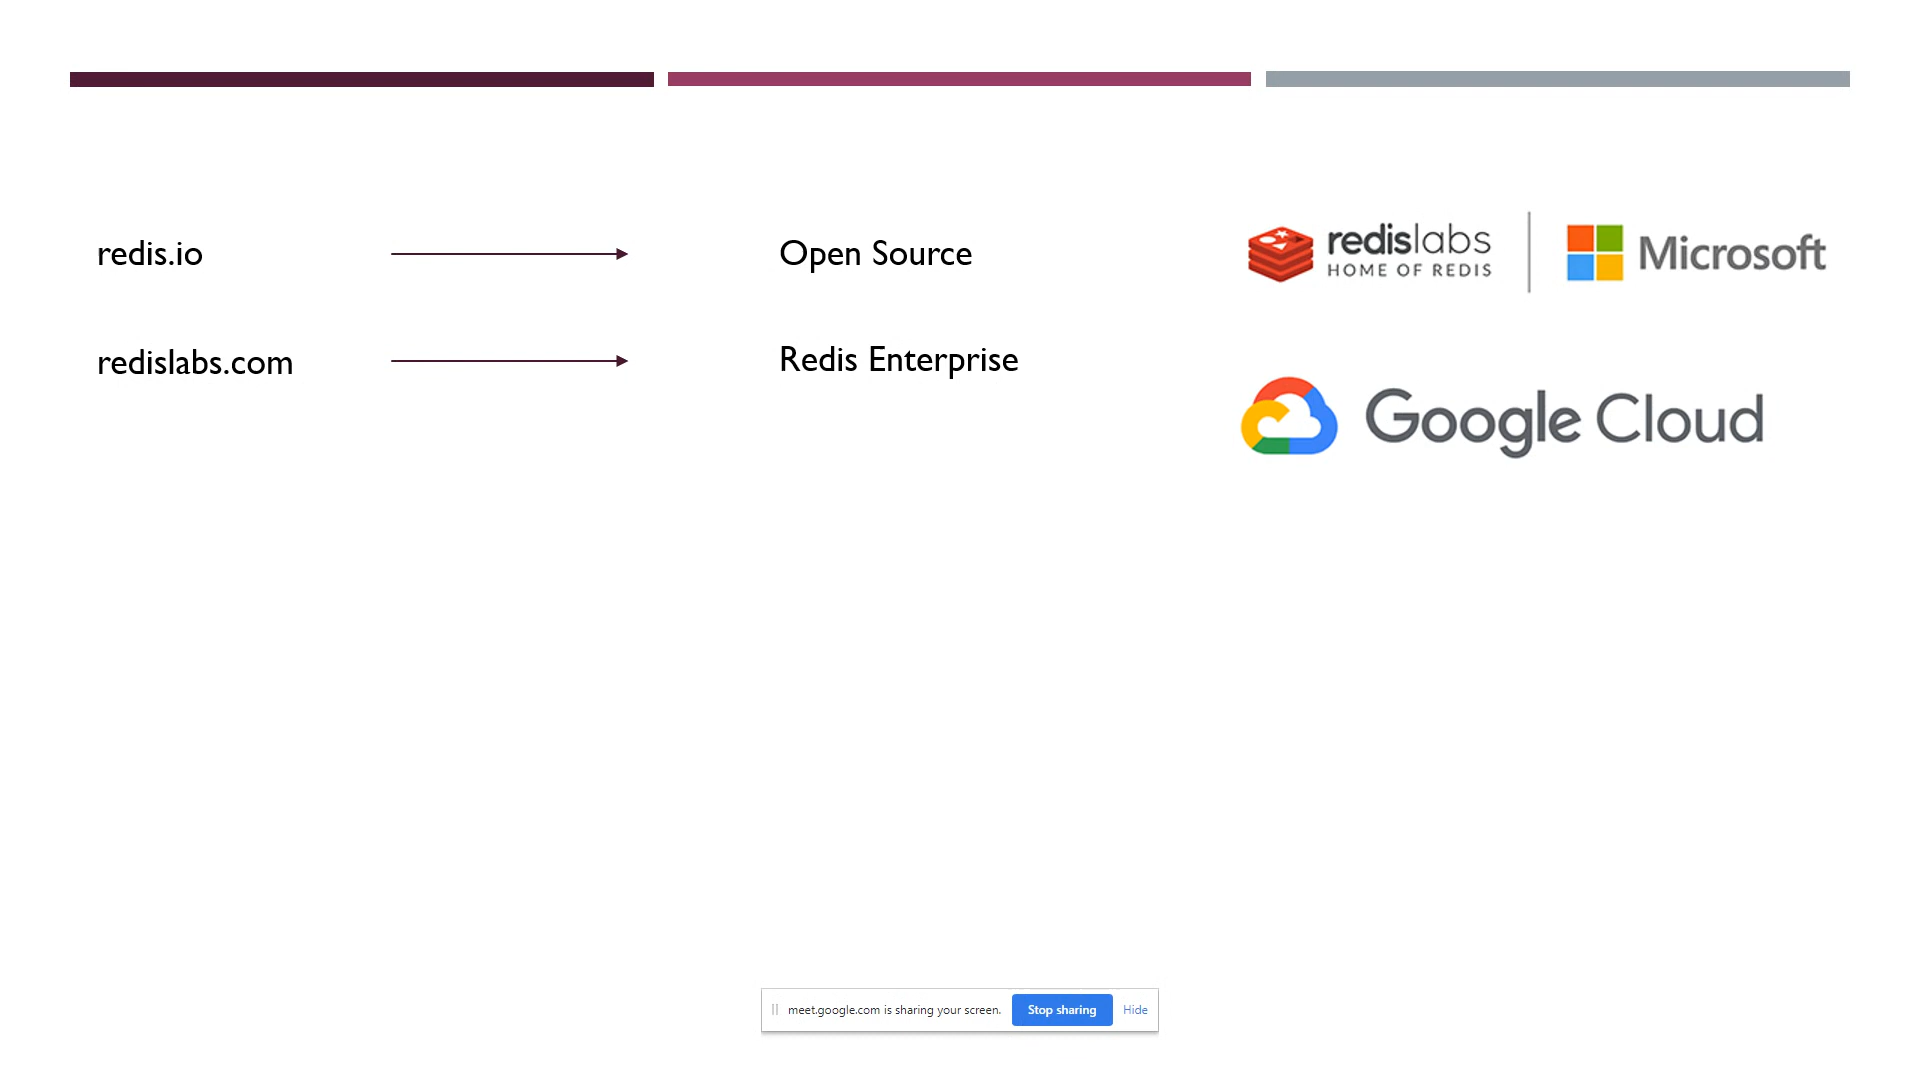 redis.io
Open Source
redislabs.com
Redis Enterprise
redislabs
HOME OF REDIS
Microsoft
Google Cloud
meet.google.com is sharing your screen.
Stop sharing
Hide